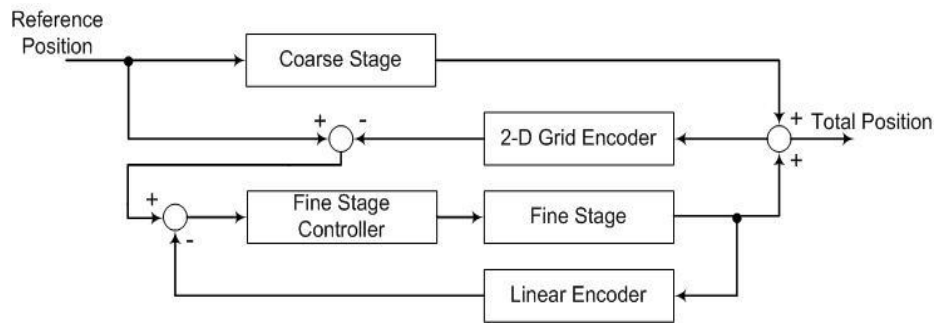 Reference
Position
Coarse Stage
+
+ -
2-D Grid Encoder
+
Total Position
+
+
-
Fine Stage
Controller
Fine Stage
Linear Encoder